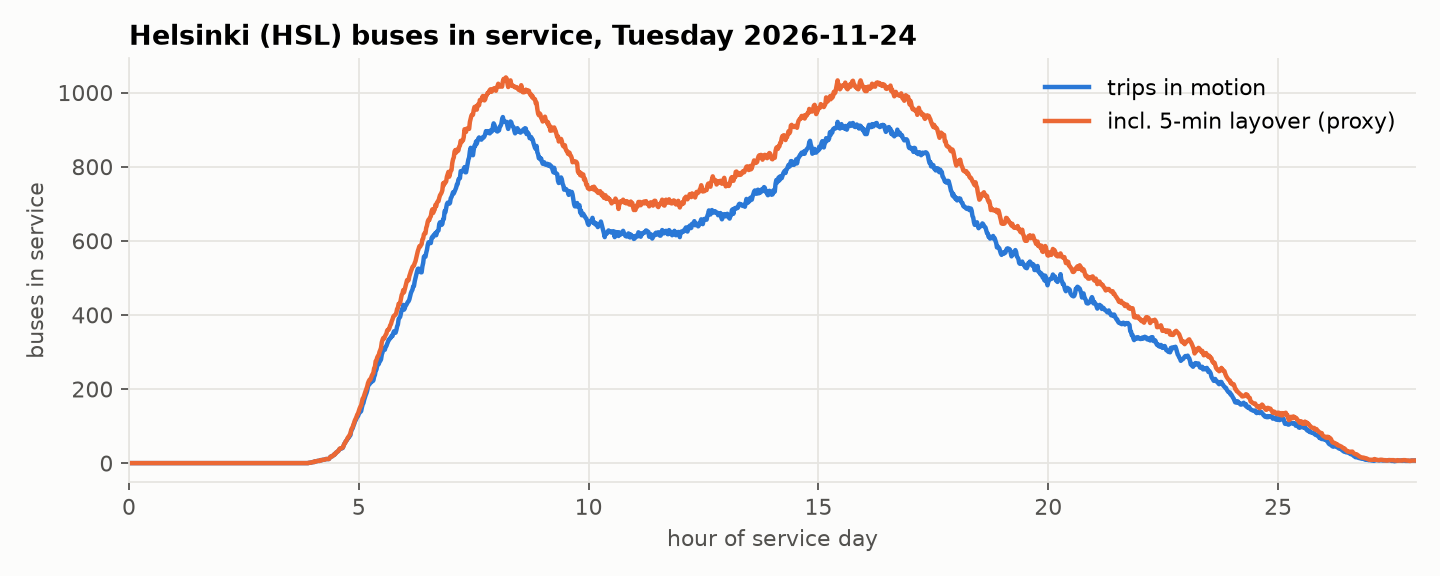 Helsinki (HSL) buses in service, Tuesday 2026-11-24
trips in motion
incl. 5-min layover (proxy)
buses in service
1000
800
600
400
200
0
0 5 10 15 20 25
hour of service day